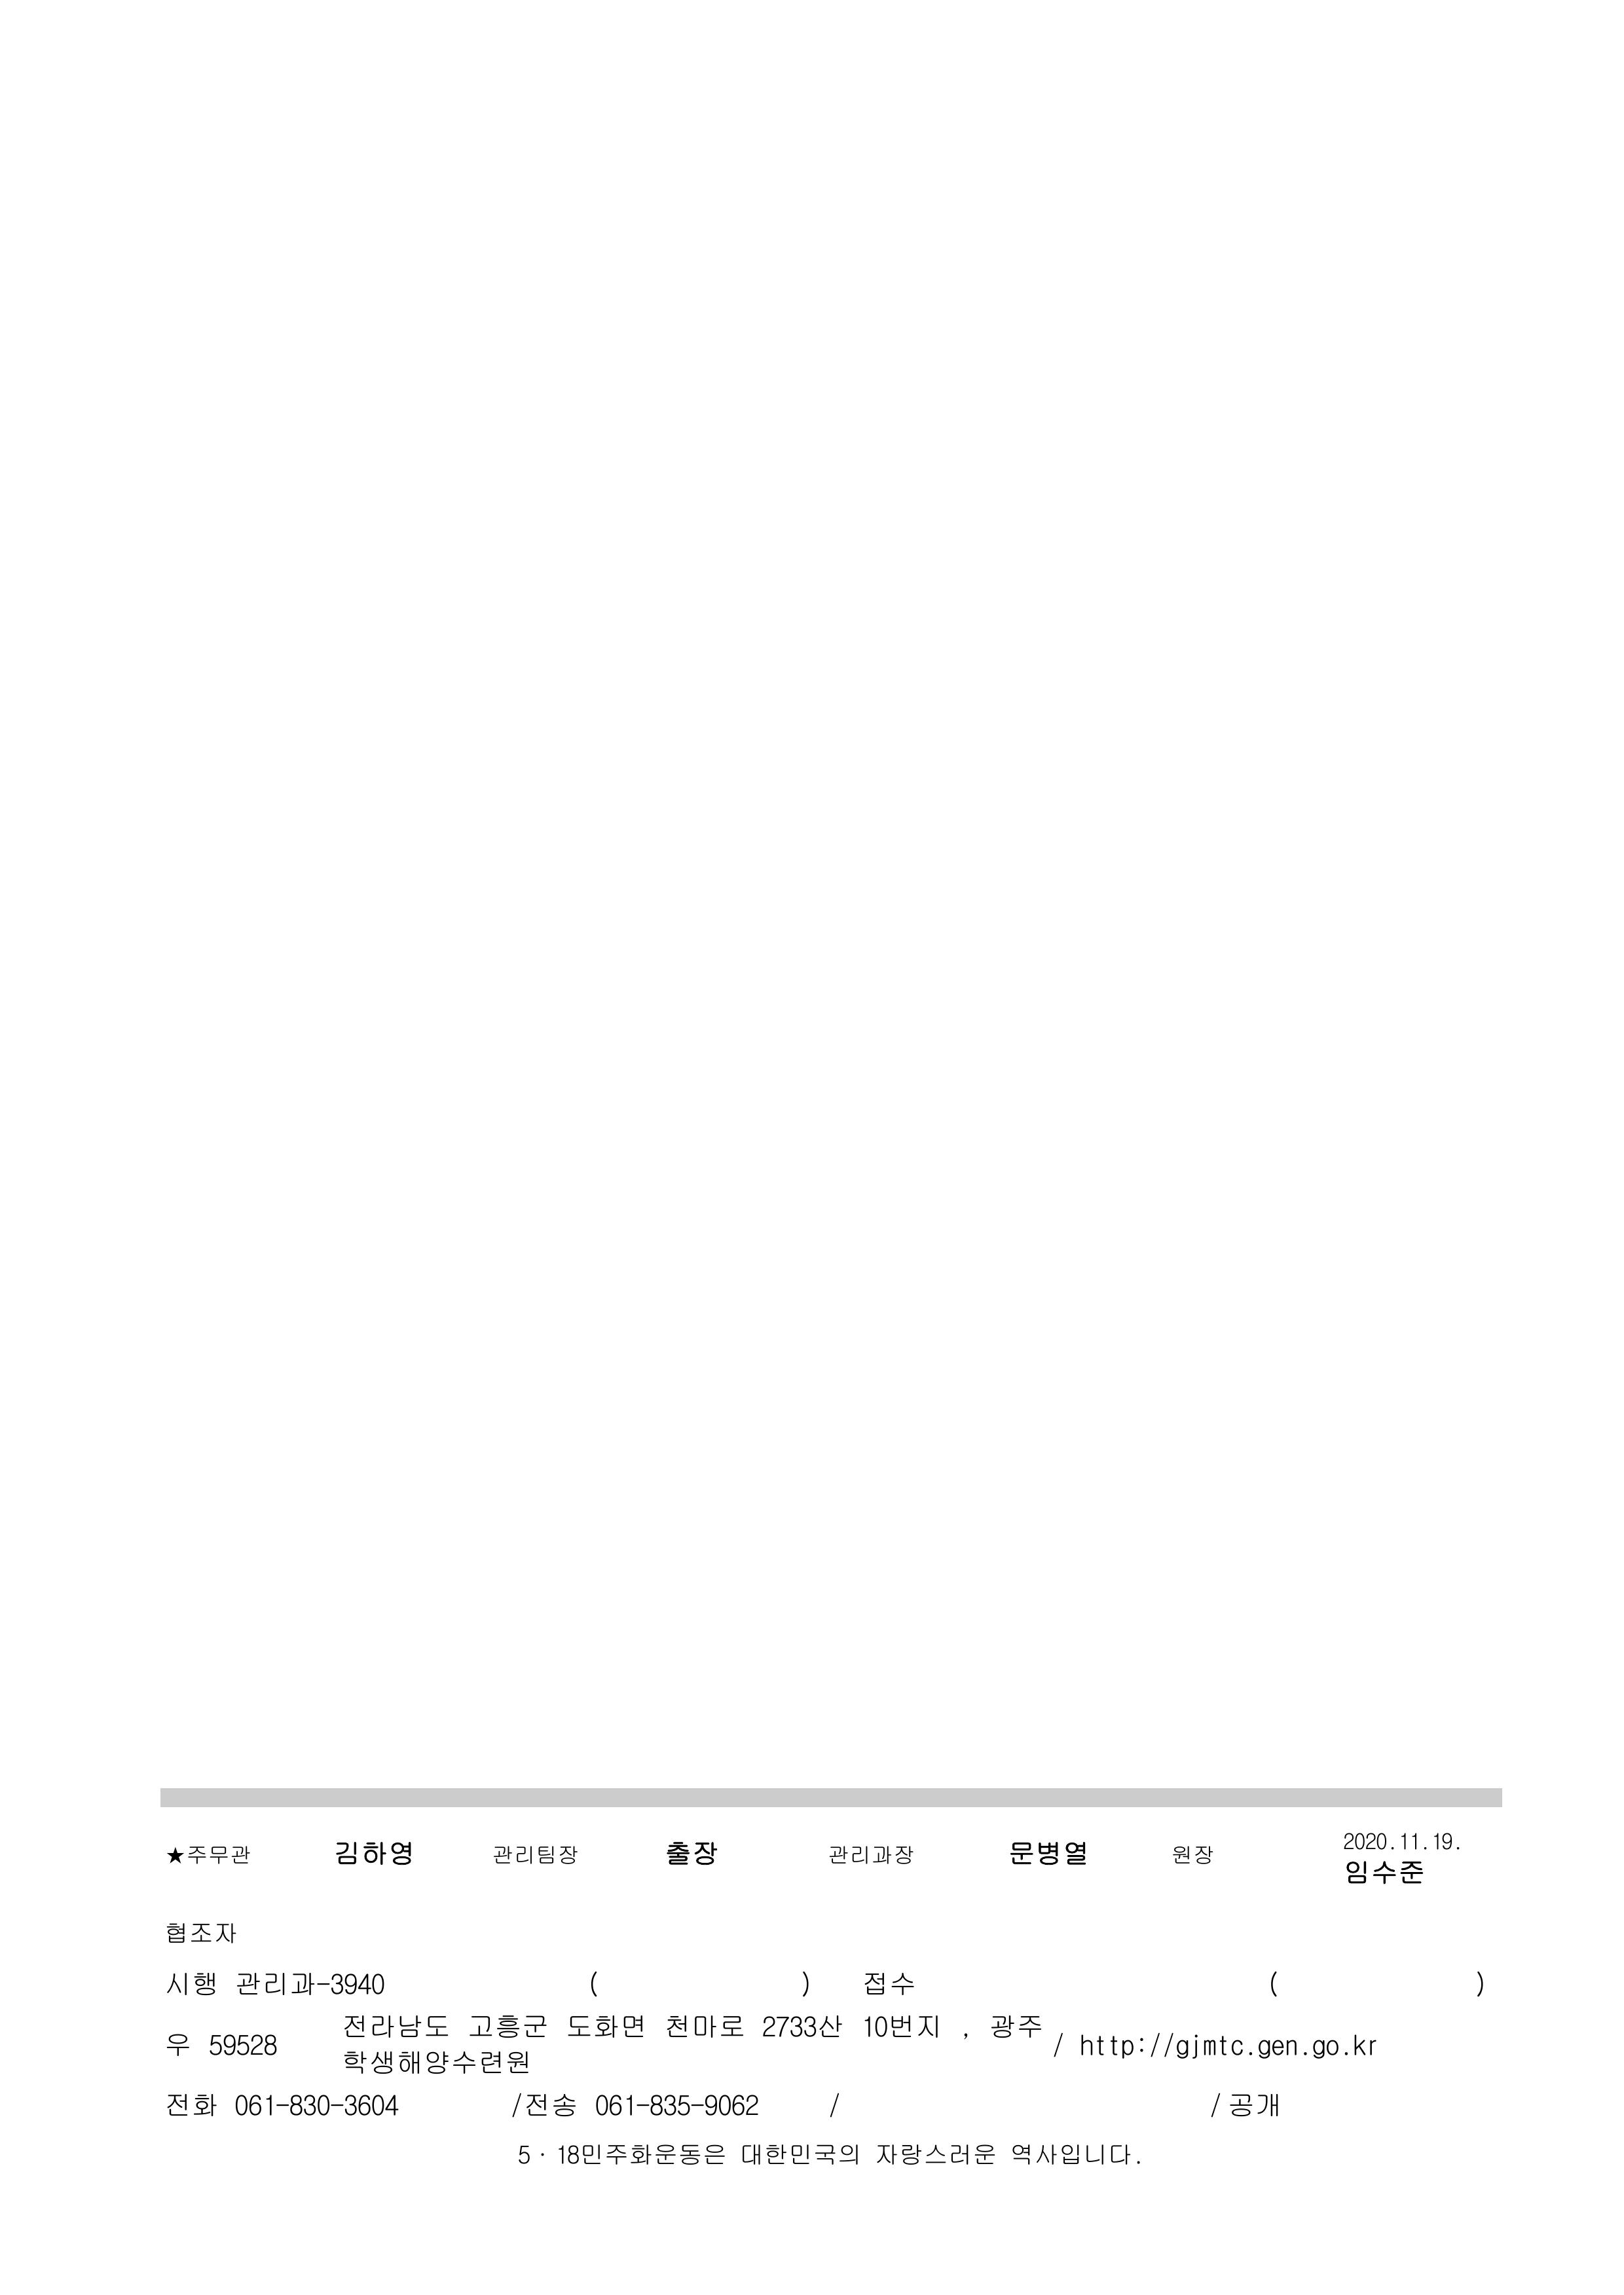 ★주무관 김하영 관리팀장 출장 관리과장 문병열 원장 2020.11.19. 임수준
협조자
시행 관리과-3940 ( ) 접수 ( )
우 59528 전라남도 고흥군 도화면 천마로 2733산 10번지 , 광주
학생해양수련원 / http://gjmtc.gen.go.kr
전화 061-830-3604 /전송 061-835-9062 / / 공개
5·18민주화운동은 대한민국의 자랑스러운 역사입니다.